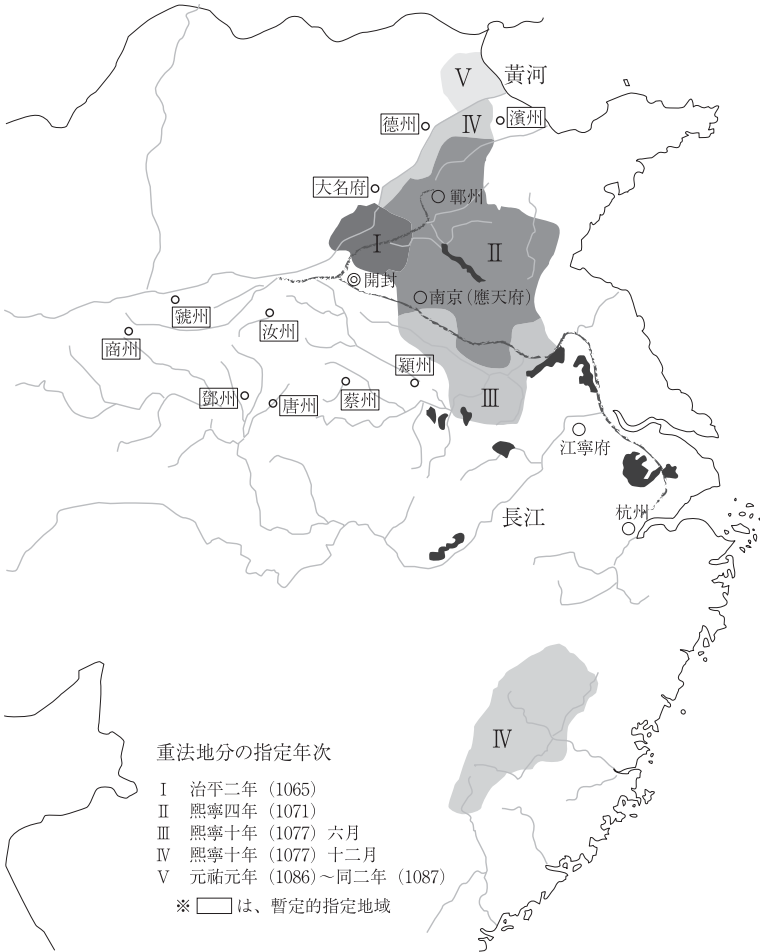 Ⅴ
黃河
德州
Ⅳ
濱州
大名府
鄆州
Ⅰ
Ⅱ
開封
南京(應天府)
虢州
汝州
商州
潁州
鄧州
唐州
蔡州
Ⅲ
江寧府
長江
杭州
Ⅳ
重法地分の指定年次
Ⅰ 治平二年(1065)
Ⅱ 熙寧四年(1071)
Ⅲ 熙寧十年(1077)六月
Ⅳ 熙寧十年(1077)十二月
Ⅴ 元祐元年(1086)～同二年(1087)
※ は、暫定的指定地域